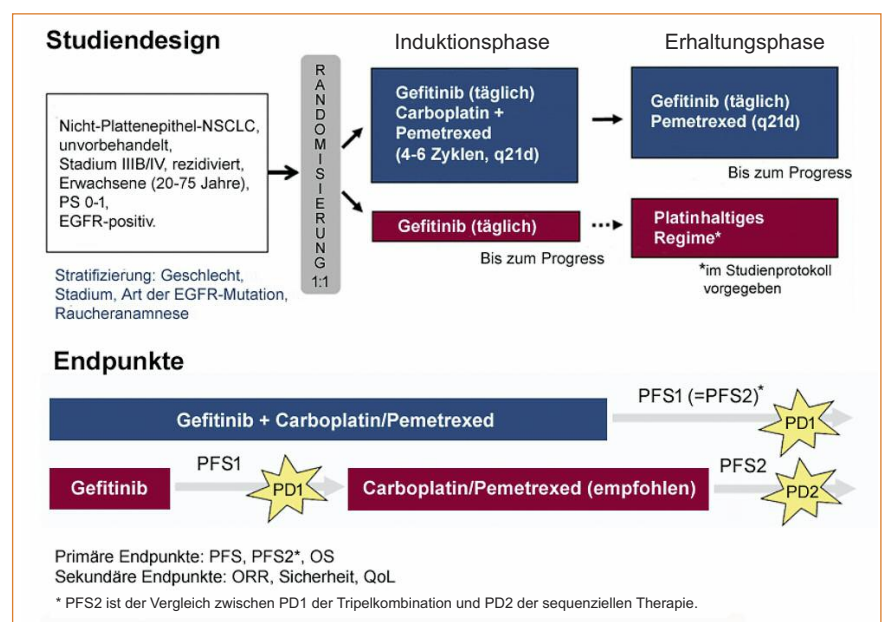 Studiendesign
Induktionsphase
Erhaltungsphase
Nicht-Plattenepithel-NSCLC,
unvorbehandelt,
Stadium IIIB/IV, rezidiviert,
Erwachsene (20-75 Jahre),
PS 0-1,
EGFR-positiv.
Stratifizierung: Geschlecht,
Stadium, Art der EGFR-Mutation,
Raucheranamnese
RANDOMISIERUNG
1:1
Gefitinib (täglich)
Carboplatin +
Pemetrexed
(4-6 Zyklen, q21d)
Gefitinib (täglich)
Pemetrexed (q21d)
Bis zum Progress
Gefitinib (täglich)
Bis zum Progress
Platinhaltiges
Regime*
*im Studienprotokoll
vorgegeben
Endpunkte
Gefitinib + Carboplatin/Pemetrexed
PFS1 (=PFS2)*
PD1
Gefitinib
PFS1
PD1
Carboplatin/Pemetrexed (empfohlen)
PFS2
PD2
Primäre Endpunkte: PFS, PFS2*, OS
Sekundäre Endpunkte: ORR, Sicherheit, QoL
* PFS2 ist der Vergleich zwischen PD1 der Tripelkombination und PD2 der sequenziellen Therapie.